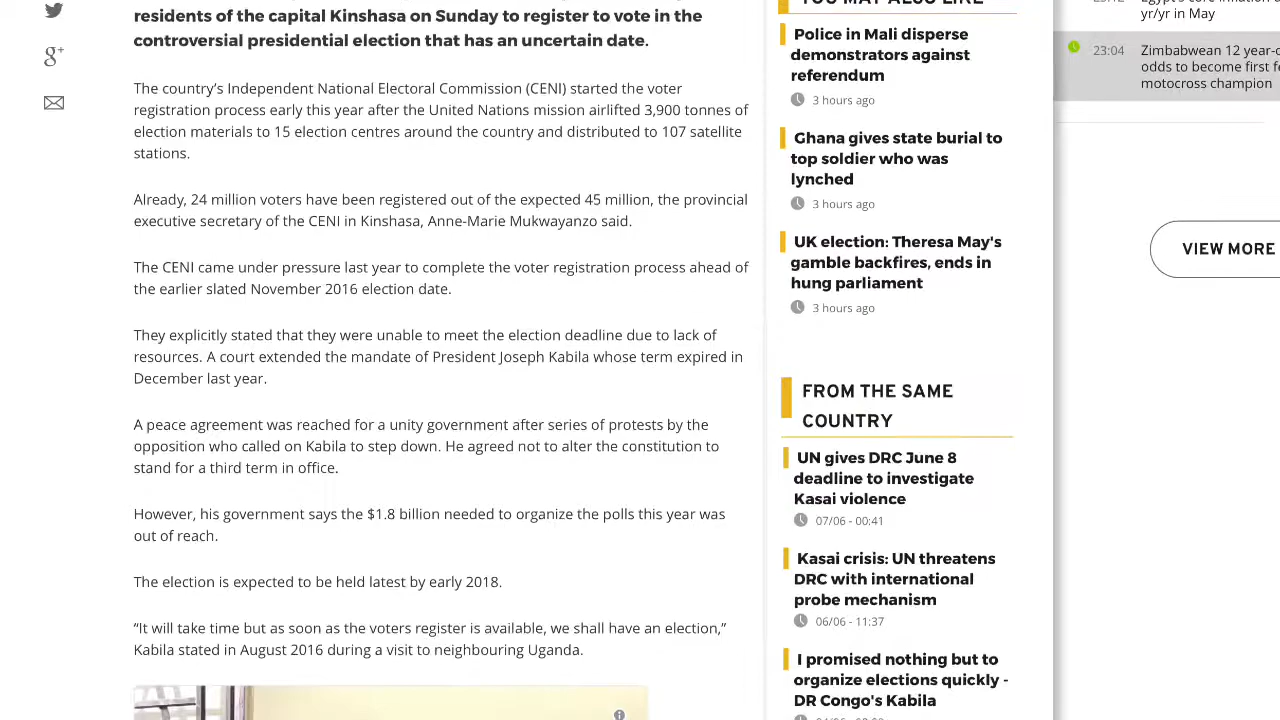 residents of the capital Kinshasa on Sunday to register to vote in the
controversial presidential election that has an uncertain date.
The country's Independent National Electoral Commission (CENI) started the voter
registration process early this year after the United Nations mission airlifted 3,900 tonnes of
election materials to 15 election centres around the country and distributed to 107 satellite
stations.
Already, 24 million voters have been registered out of the expected 45 million, the provincial
executive secretary of the CENI in Kinshasa, Anne-Marie Mukwayanzo said.
The CENI came under pressure last year to complete the voter registration process ahead of
the earlier slated November 2016 election date.
They explicitly stated that they were unable to meet the election deadline due to lack of
resources. A court extended the mandate of President Joseph Kabila whose term expired in
December last year.
A peace agreement was reached for a unity government after series of protests by the
opposition who called on Kabila to step down. He agreed not to alter the constitution to
stand for a third term in office.
However, his government says the $1.8 billion needed to organize the polls this year was
out of reach.
The election is expected to be held latest by early 2018.
“It will take time but as soon as the voters register is available, we shall have an election,”
Kabila stated in August 2016 during a visit to neighbouring Uganda.
YOU MAY ALSO LIKE
Police in Mali disperse
demonstrators against
referendum
3 hours ago
Ghana gives state burial to
top soldier who was
lynched
3 hours ago
UK election: Theresa May's
gamble backfires, ends in
hung parliament
3 hours ago
FROM THE SAME
COUNTRY
UN gives DRC June 8
deadline to investigate
Kasai violence
07/06 - 00:41
Kasai crisis: UN threatens
DRC with international
probe mechanism
06/06 - 11:37
I promised nothing but to
organize elections quickly -
DR Congo's Kabila
yr/yr in May
23:04
Zimbabwean 12 year-
odds to become first
motocross champion
VIEW MORE